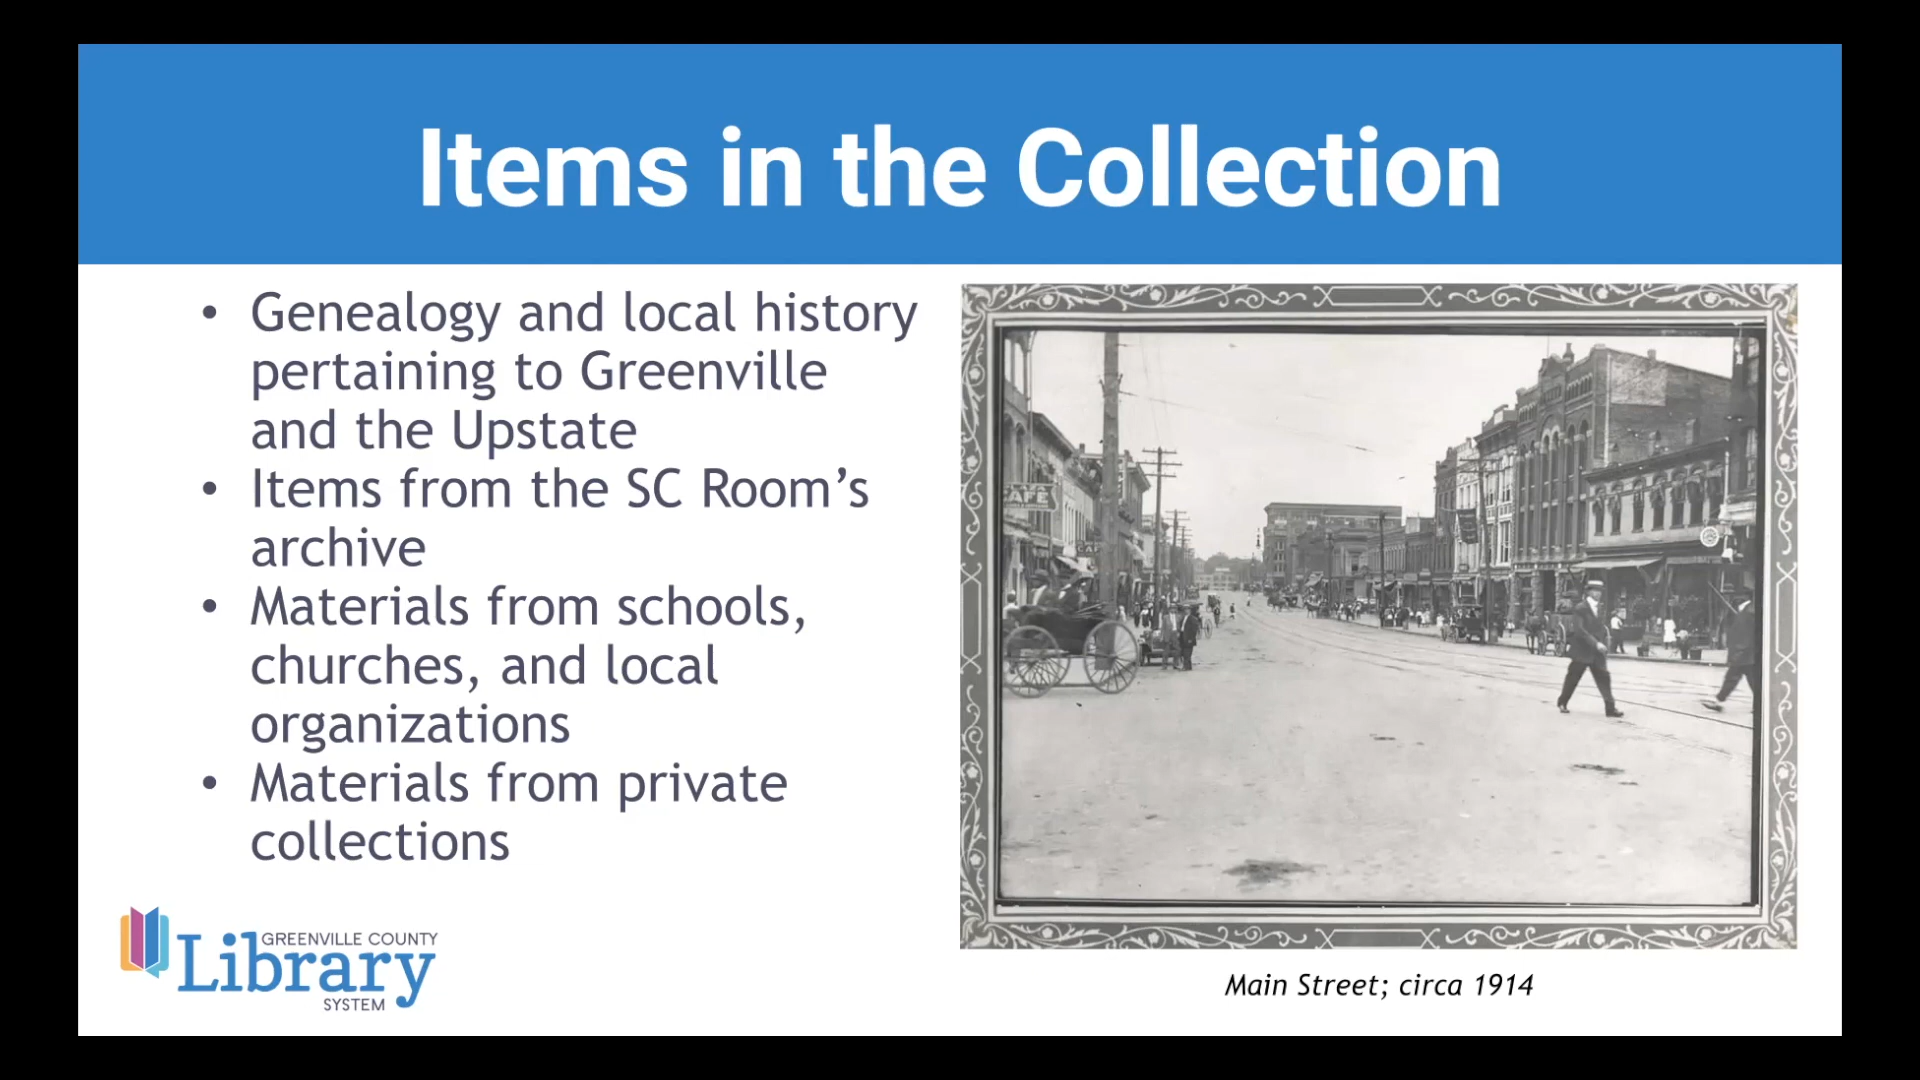 Items in the Collection
• Genealogy and local history
pertaining to Greenville
and the Upstate
• Items from the SC Room’s
archive
• Materials from schools,
churches, and local
organizations
• Materials from private
collections
CAFE
CAF
GREENVILLE COUNTY
Library
SYSTEM
Main Street; circa 1914